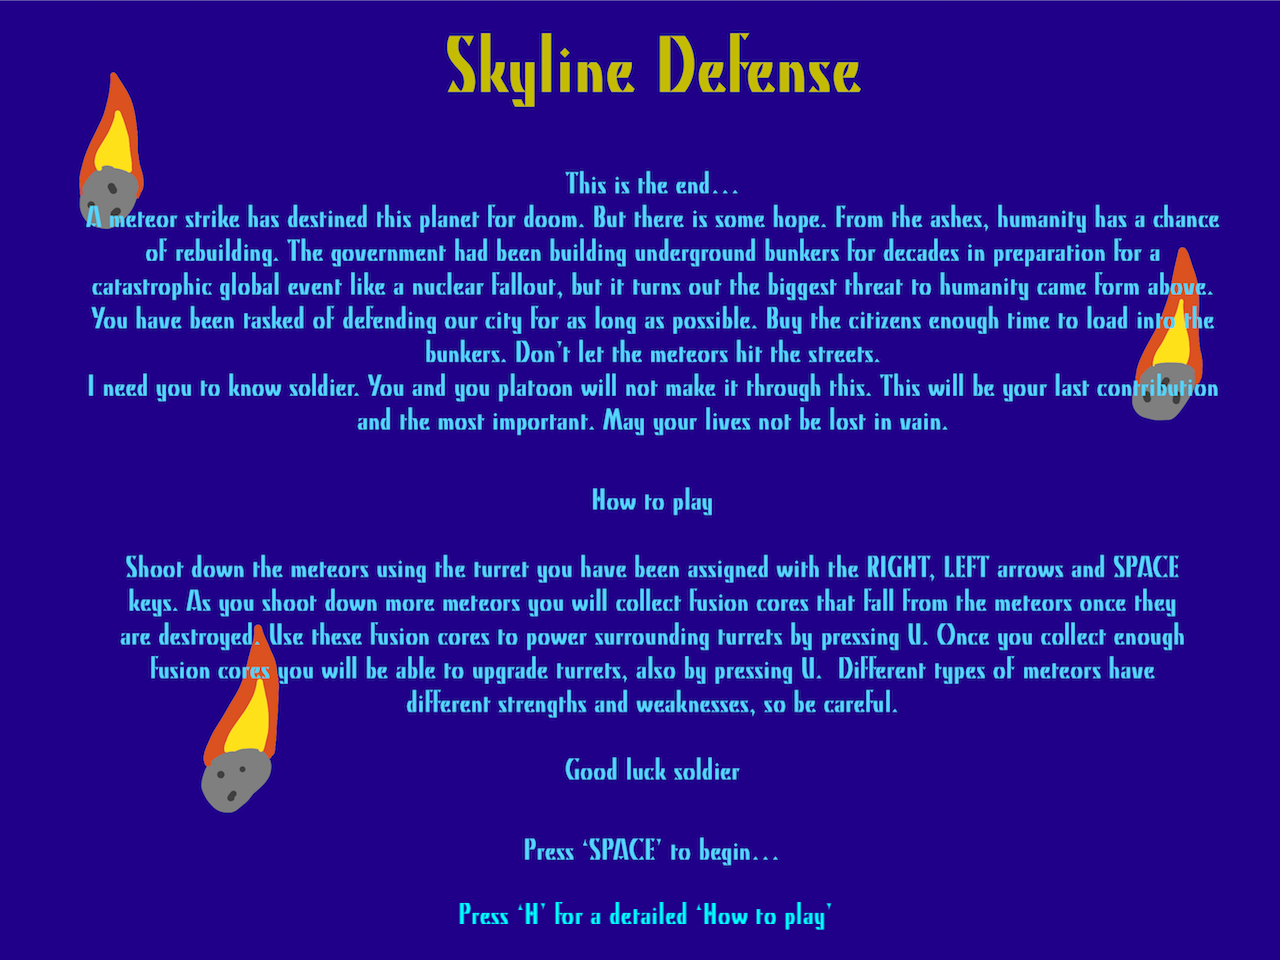 Skyline Defense
This is the end...
A meteor strike has destined this planet for doom. But there is some hope. From the ashes, humanity has a chance
of rebuilding. The government had been building underground bunkers for decades in preparation for a
catastrophic global event like a nuclear fallout, but it turns out the biggest threat to humanity came form above.
You have been tasked of defending our city for as long as possible. Buy the citizens enough time to load into the
bunkers. Don't let the meteors hit the streets.
I need you to know soldier. You and you platoon will not make it through this. This will be your last contribution
and the most important. May your lives not be lost in vain.
How to play
Shoot down the meteors using the turret you have been assigned with the RIGHT, LEFT arrows and SPACE
keys. As you shoot down more meteors you will collect fusion cores that fall from the meteors once they
are destroyed. Use these fusion cores to power surrounding turrets by pressing U. Once you collect enough
fusion cores you will be able to upgrade turrets, also by pressing U.  Different types of meteors have
different strengths and weaknesses, so be careful.
Good luck soldier
Press ‘SPACE’ to begin...
Press ‘H’ for a detailed ‘How to play’